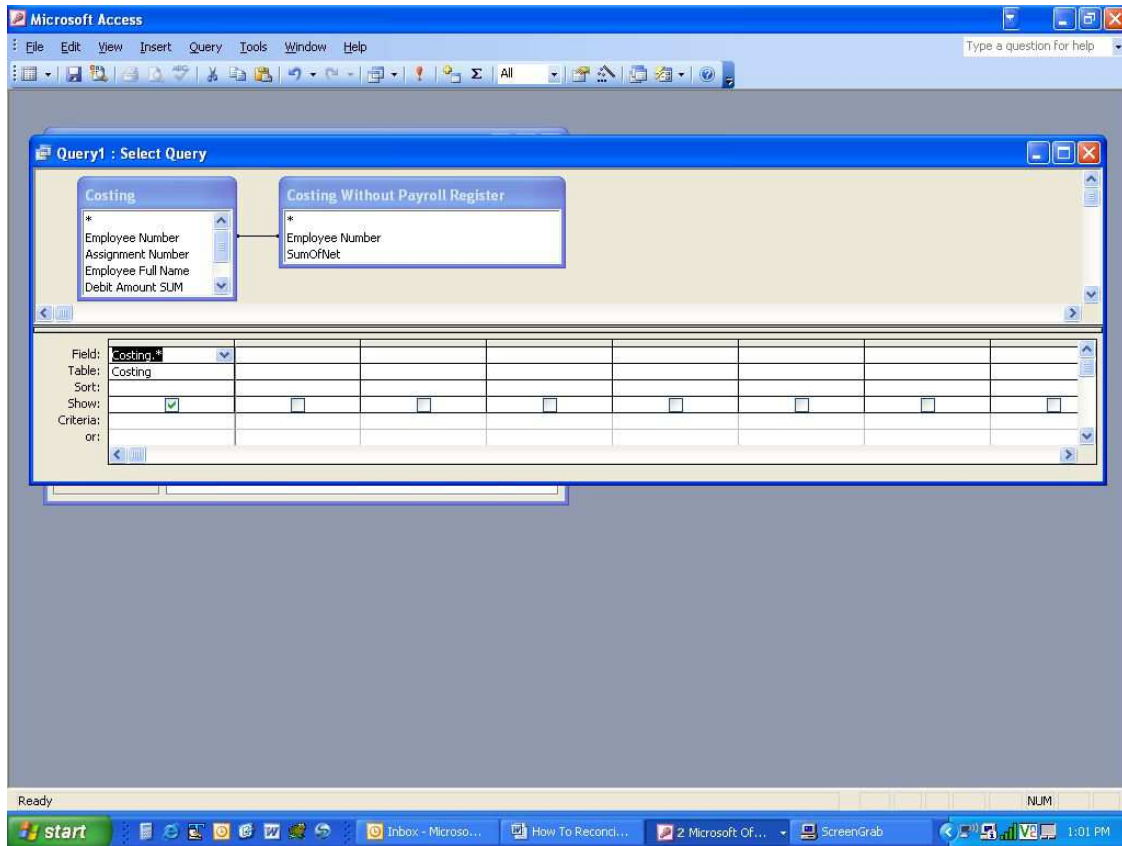 Microsoft Access
File Edit View Insert Query Tools Window Help
Type a question for help
All
Query1 : Select Query
Costing
*
Employee Number
Assignment Number
Employee Full Name
Debit Amount SUM
Costing Without Payroll Register
*
Employee Number
SumOfNet
Field: Costing.*
Table: Costing
Sort:
Show:
Criteria:
or:
Ready
NUM
start
Inbox - Microso...
How To Reconci...
2 Microsoft Of...
ScreenGrab
1:01 PM